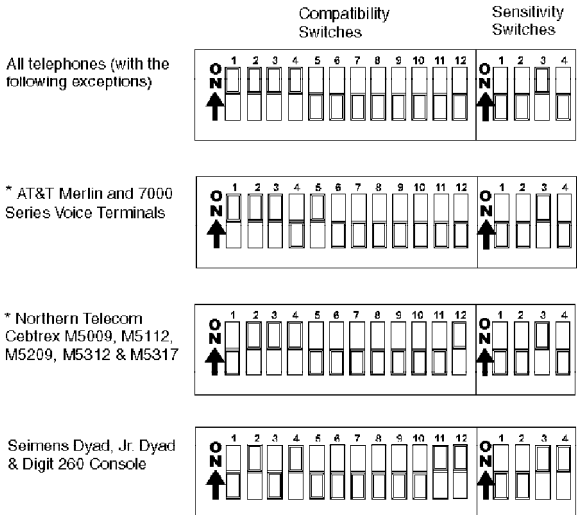 Compatibility Switches
Sensitivity Switches
All telephones (with the
following exceptions)
ON 1 2 3 4 5 6 7 8 9 10 11 12
ON 1 2 3 4
* AT&T Merlin and 7000
Series Voice Terminals
ON 1 2 3 4 5 6 7 8 9 10 11 12
ON 1 2 3 4
* Northern Telecom
Cebtrex M5009, M5112,
M5209, M5312 & M5317
ON 1 2 3 4 5 6 7 8 9 10 11 12
ON 1 2 3 4
Seimens Dyad, Jr. Dyad
& Digit 260 Console
ON 1 2 3 4 5 6 7 8 9 10 11 12
ON 1 2 3 4